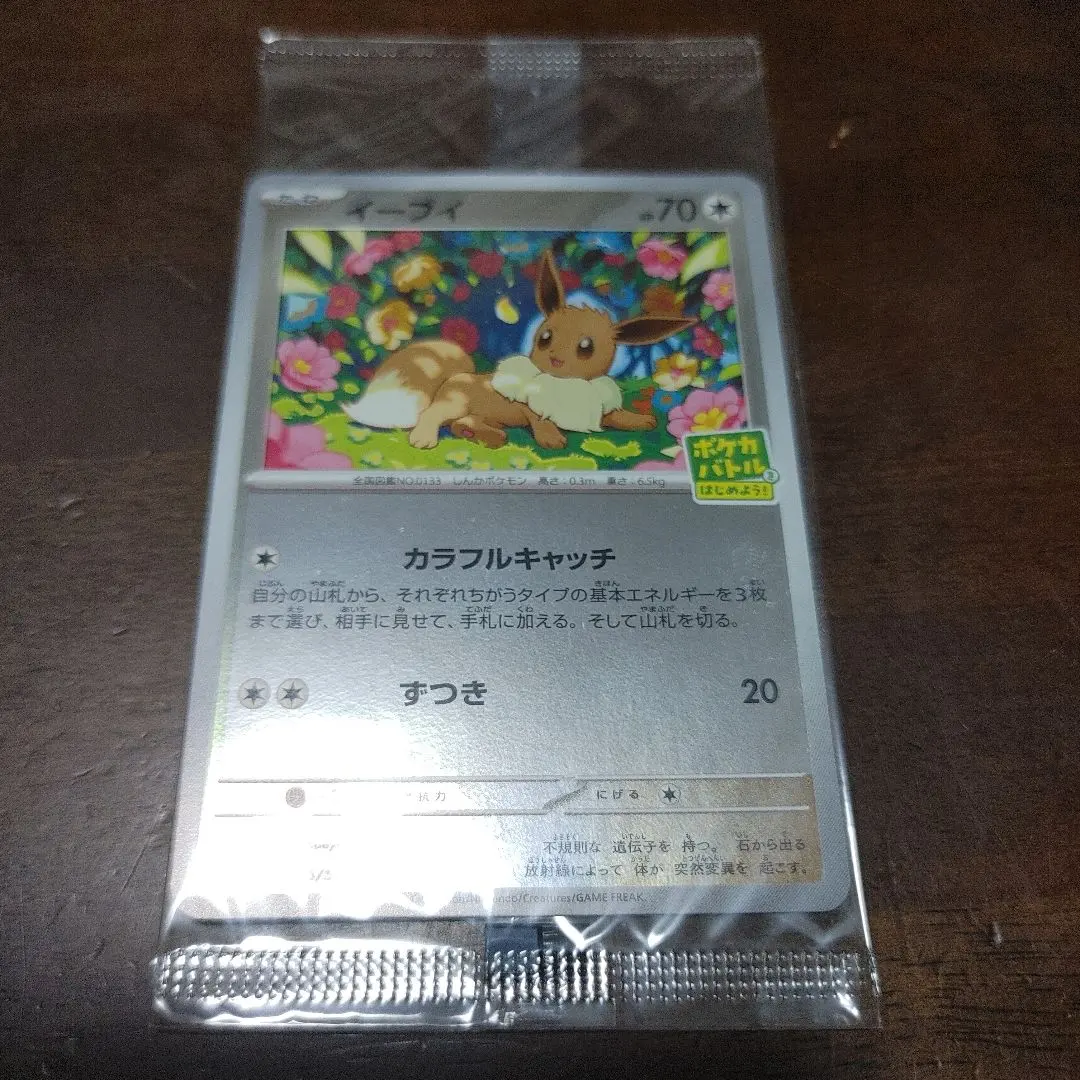 たね
イーブイ
HP70
ポケカ
バトル
はじめよう!
全国図鑑NO.0133 しんかポケモン 高さ:0.3m 重さ:6.5kg
カラフルキャッチ
自分の山札から、それぞれちがうタイプの基本エネルギーを3枚
まで選び、相手に見せて、手札に加える。そして山札を切る。
ずつき 20
抗力 にげる
不規則な 遺伝子を 持つ。 石から出る
放射線によって 体が 突然変異を 起こす。
/Creatures/GAME FREAK.